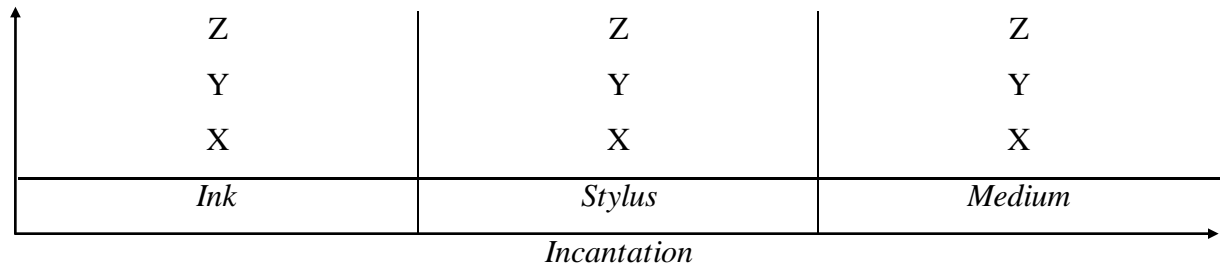 Z Z Z
Y Y Y
X X X
Ink Stylus Medium
Incantation